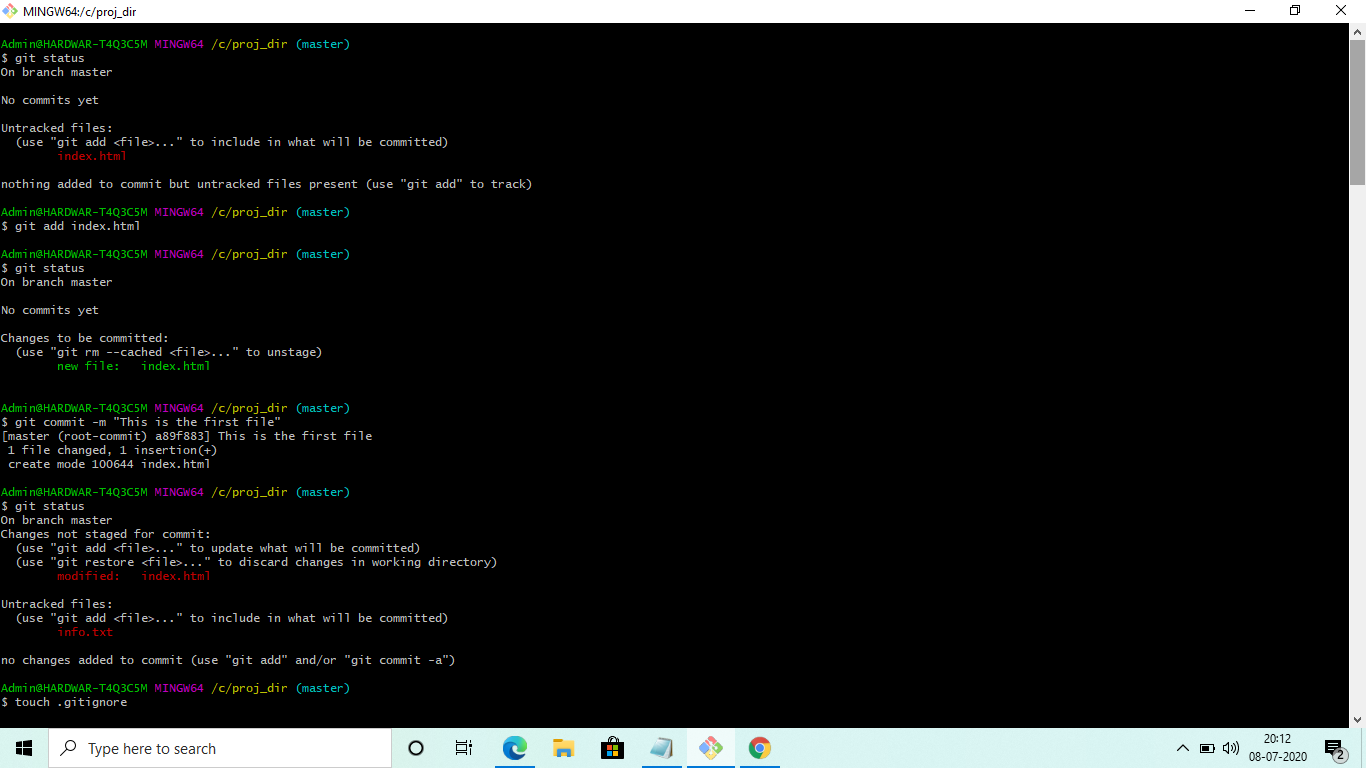 MINGW64:/c/proj_dir
Admin@HARDWAR-T4Q3C5M MINGW64 /c/proj_dir (master)
$ git status
On branch master
No commits yet
Untracked files:
  (use "git add <file>..." to include in what will be committed)
        index.html
nothing added to commit but untracked files present (use "git add" to track)
Admin@HARDWAR-T4Q3C5M MINGW64 /c/proj_dir (master)
$ git add index.html
Admin@HARDWAR-T4Q3C5M MINGW64 /c/proj_dir (master)
$ git status
On branch master
No commits yet
Changes to be committed:
  (use "git rm --cached <file>..." to unstage)
        new file:   index.html
Admin@HARDWAR-T4Q3C5M MINGW64 /c/proj_dir (master)
$ git commit -m "This is the first file"
[master (root-commit) a89f883] This is the first file
 1 file changed, 1 insertion(+)
 create mode 100644 index.html
Admin@HARDWAR-T4Q3C5M MINGW64 /c/proj_dir (master)
$ git status
On branch master
Changes not staged for commit:
  (use "git add <file>..." to update what will be committed)
  (use "git restore <file>..." to discard changes in working directory)
        modified:   index.html
Untracked files:
  (use "git add <file>..." to include in what will be committed)
        info.txt
no changes added to commit (use "git add" and/or "git commit -a")
Admin@HARDWAR-T4Q3C5M MINGW64 /c/proj_dir (master)
$ touch .gitignore
Type here to search
20:12
08-07-2020
2